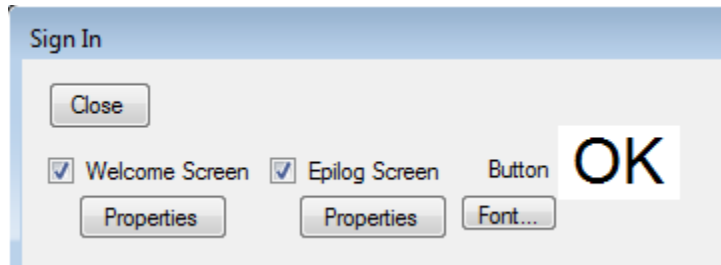 Sign In
Close
Welcome Screen Epilog Screen Button OK
Properties Properties Font...